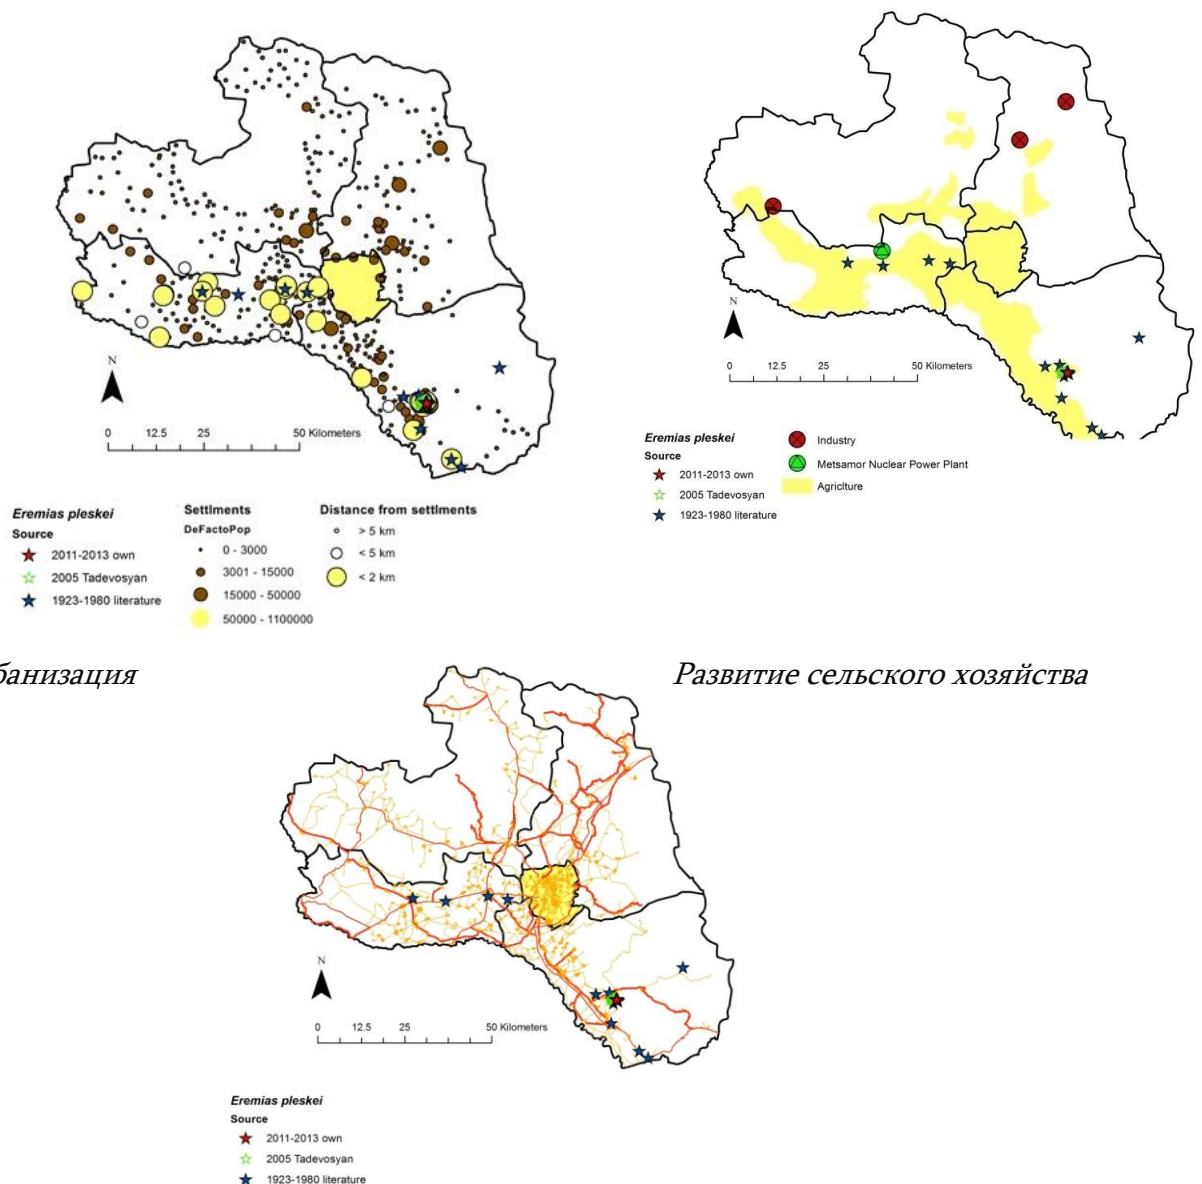 N
0 12.5 25 50 Kilometers
Eremias pleskei
Source
2011-2013 own
2005 Tadevosyan
1923-1980 literature
Settlments
DeFactoPop
0 - 3000
3001 - 15000
15000 - 50000
50000 - 1100000
Distance from settlments
> 5 km
< 5 km
< 2 km
N
0 12.5 25 50 Kilometers
Eremias pleskei
Source
2011-2013 own
2005 Tadevosyan
1923-1980 literature
Industry
Metsamor Nuclear Power Plant
Agriclture
банизация
Развитие сельского хозяйства
N
0 12.5 25 50 Kilometers
Eremias pleskei
Source
2011-2013 own
2005 Tadevosyan
1923-1980 literature